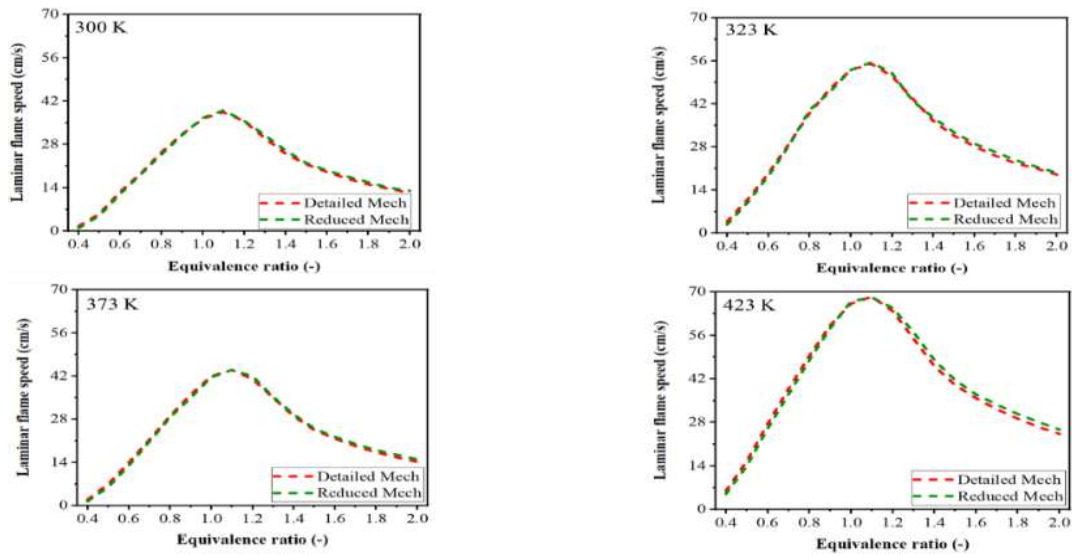 300 K
Laminar flame speed (cm/s)
70
56
42
28
14
0
0.4 0.6 0.8 1.0 1.2 1.4 1.6 1.8 2.0
Equivalence ratio (-)
Detailed Mech
Reduced Mech
323 K
Laminar flame speed (cm/s)
70
56
42
28
14
0
0.4 0.6 0.8 1.0 1.2 1.4 1.6 1.8 2.0
Equivalence ratio (-)
Detailed Mech
Reduced Mech
373 K
Laminar flame speed (cm/s)
70
56
42
28
14
0
0.4 0.6 0.8 1.0 1.2 1.4 1.6 1.8 2.0
Equivalence ratio (-)
Detailed Mech
Reduced Mech
423 K
Laminar flame speed (cm/s)
70
56
42
28
14
0
0.4 0.6 0.8 1.0 1.2 1.4 1.6 1.8 2.0
Equivalence ratio (-)
Detailed Mech
Reduced Mech